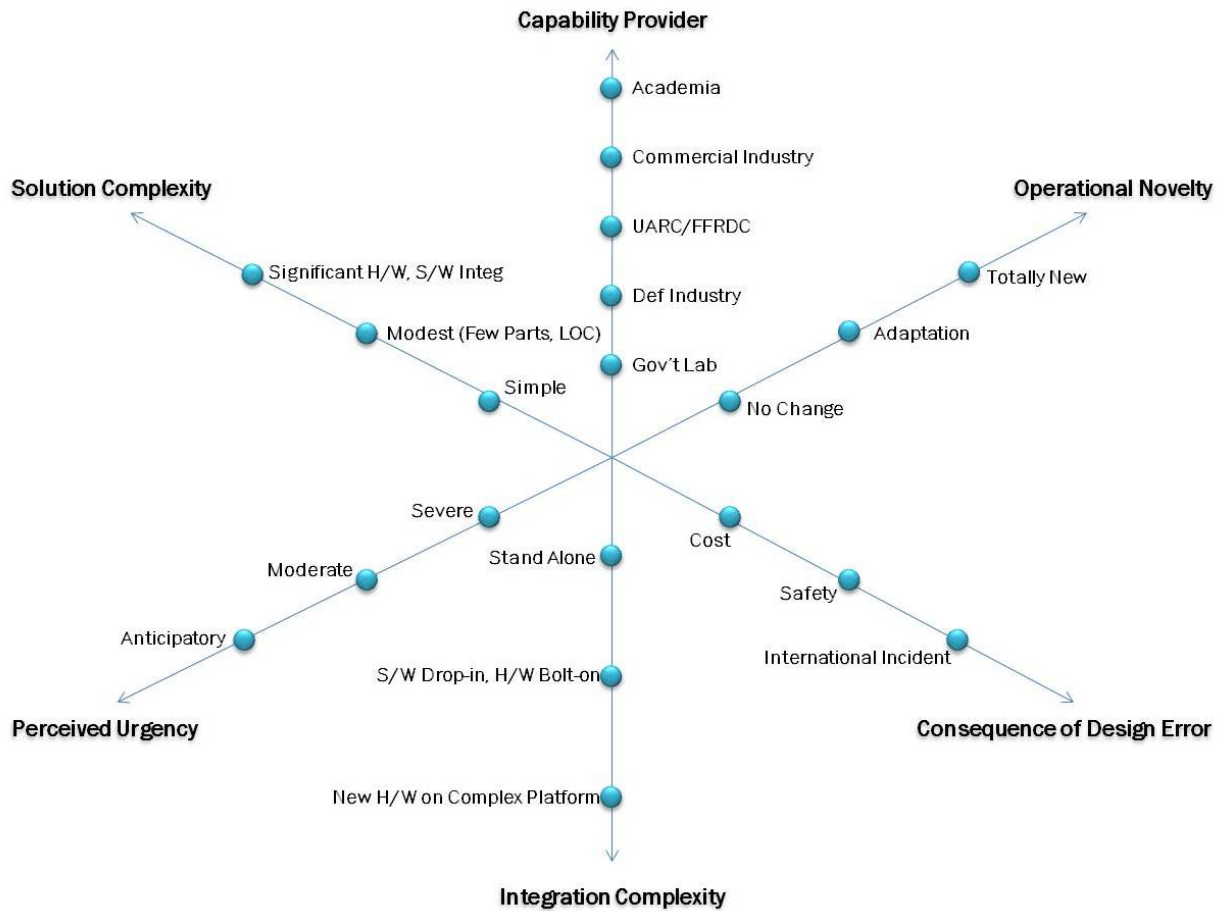 Capability Provider
Academia
Commercial Industry
Solution Complexity
Operational Novelty
UARC/FFRDC
Significant H/W, S/W Integ
Totally New
Def Industry
Modest (Few Parts, LOC)
Adaptation
Gov't Lab
Simple
No Change
Severe
Cost
Stand Alone
Moderate
Safety
Anticipatory
International Incident
S/W Drop-in, H/W Bolt-on
Perceived Urgency
Consequence of Design Error
New H/W on Complex Platform
Integration Complexity